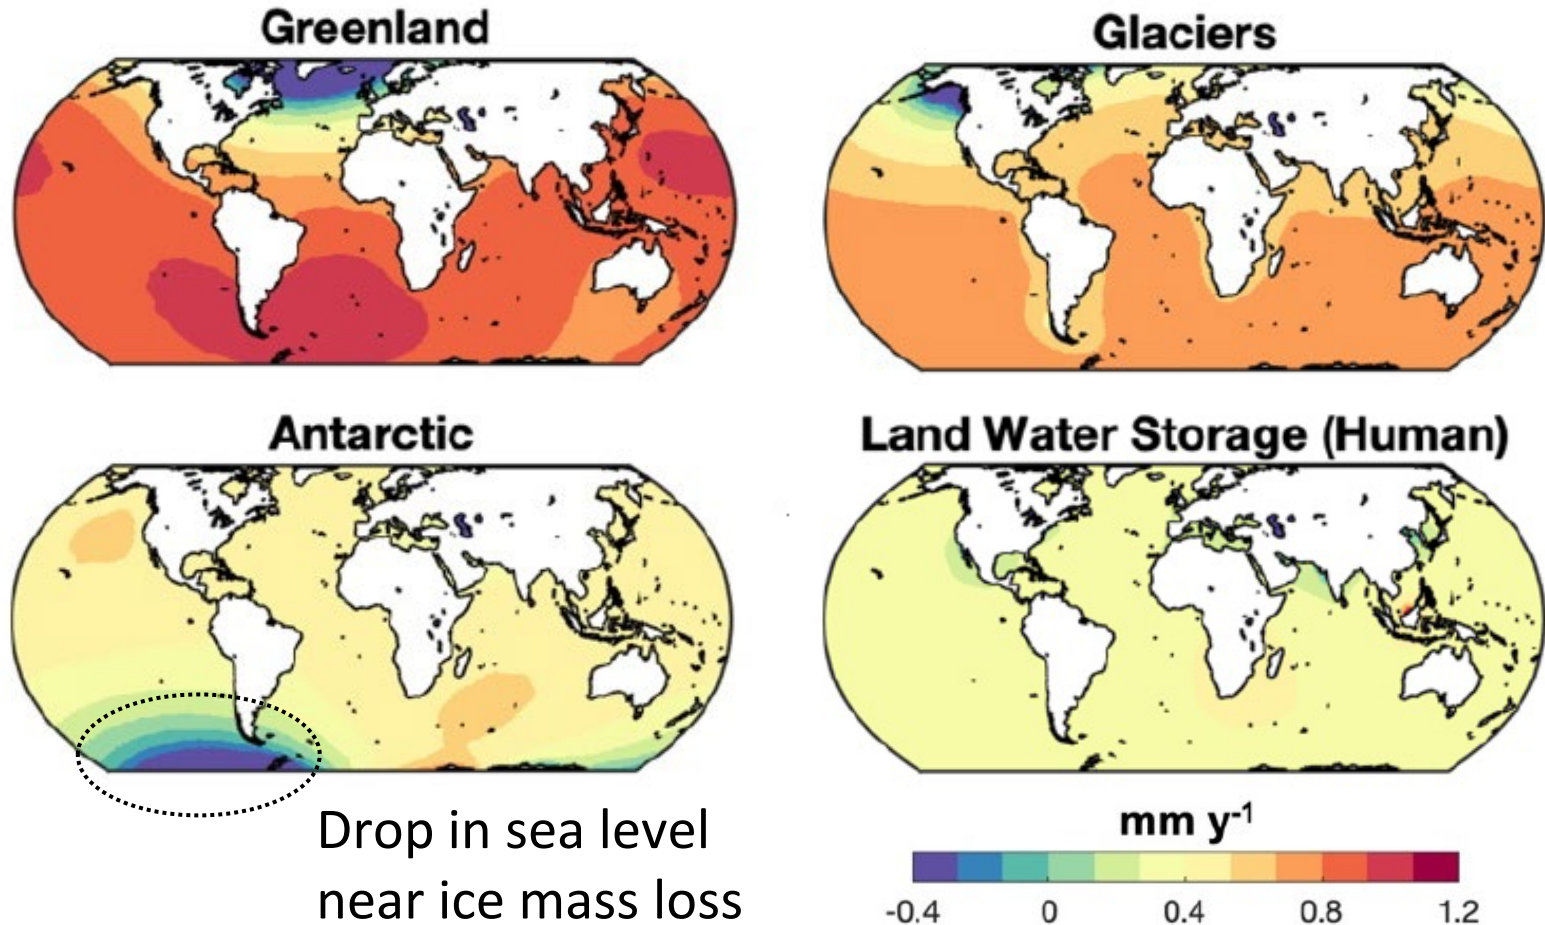 Greenland
Glaciers
Antarctic
Land Water Storage (Human)
Drop in sea level
near ice mass loss
mm y-1
-0.4 0 0.4 0.8 1.2